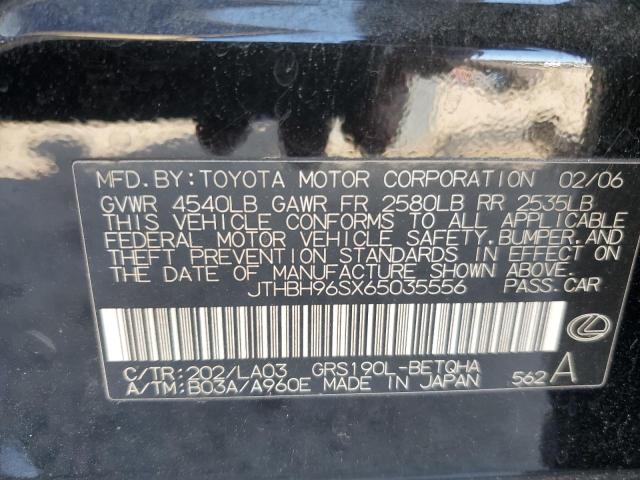 MFD.BY:TOYOTA MOTOR CORPORATION 02/06
GVWR 4540LB GAWR FR 2580LB RR 2535LB
THIS VEHICLE CONFORMS TO ALL APPLICABLE
FEDERAL MOTOR VEHICLE SAFETY,BUMPER,AND
THEFT PREVENTION STANDARDS IN EFFECT ON
THE DATE OF MANUFACTURE SHOWN ABOVE.
JTHBH96SX65035556 PASS.CAR
C/TR:202/LA03 GRS190L-BETQHA
A/TM:B03A/A960E MADE IN JAPAN 562 A